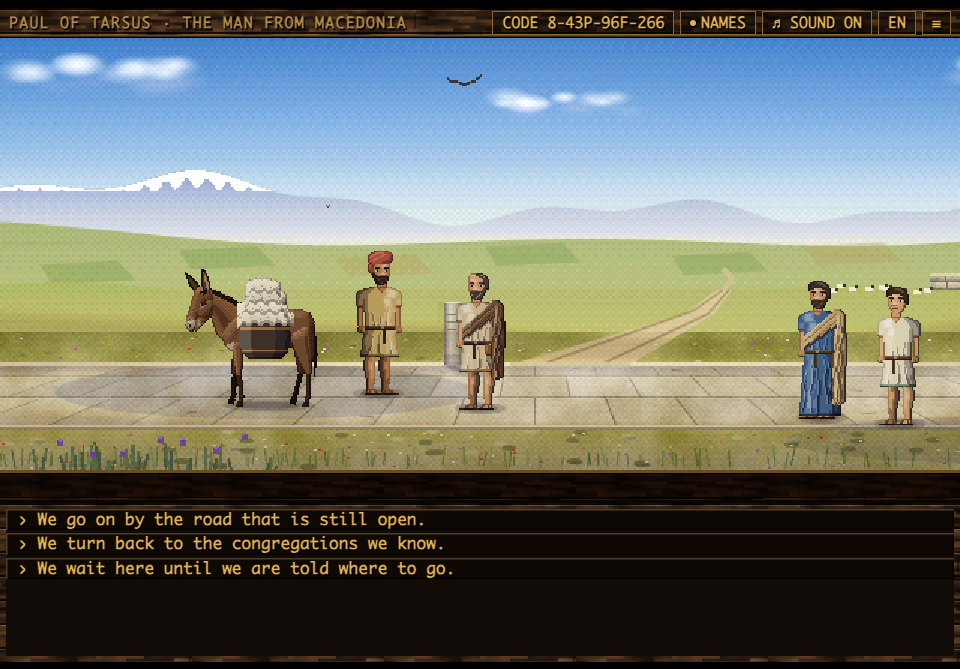 PAUL OF TARSUS · THE MAN FROM MACEDONIA
CODE 8-43P-96F-266
• NAMES
♬ SOUND ON
EN
≡
› We go on by the road that is still open.
› We turn back to the congregations we know.
› We wait here until we are told where to go.